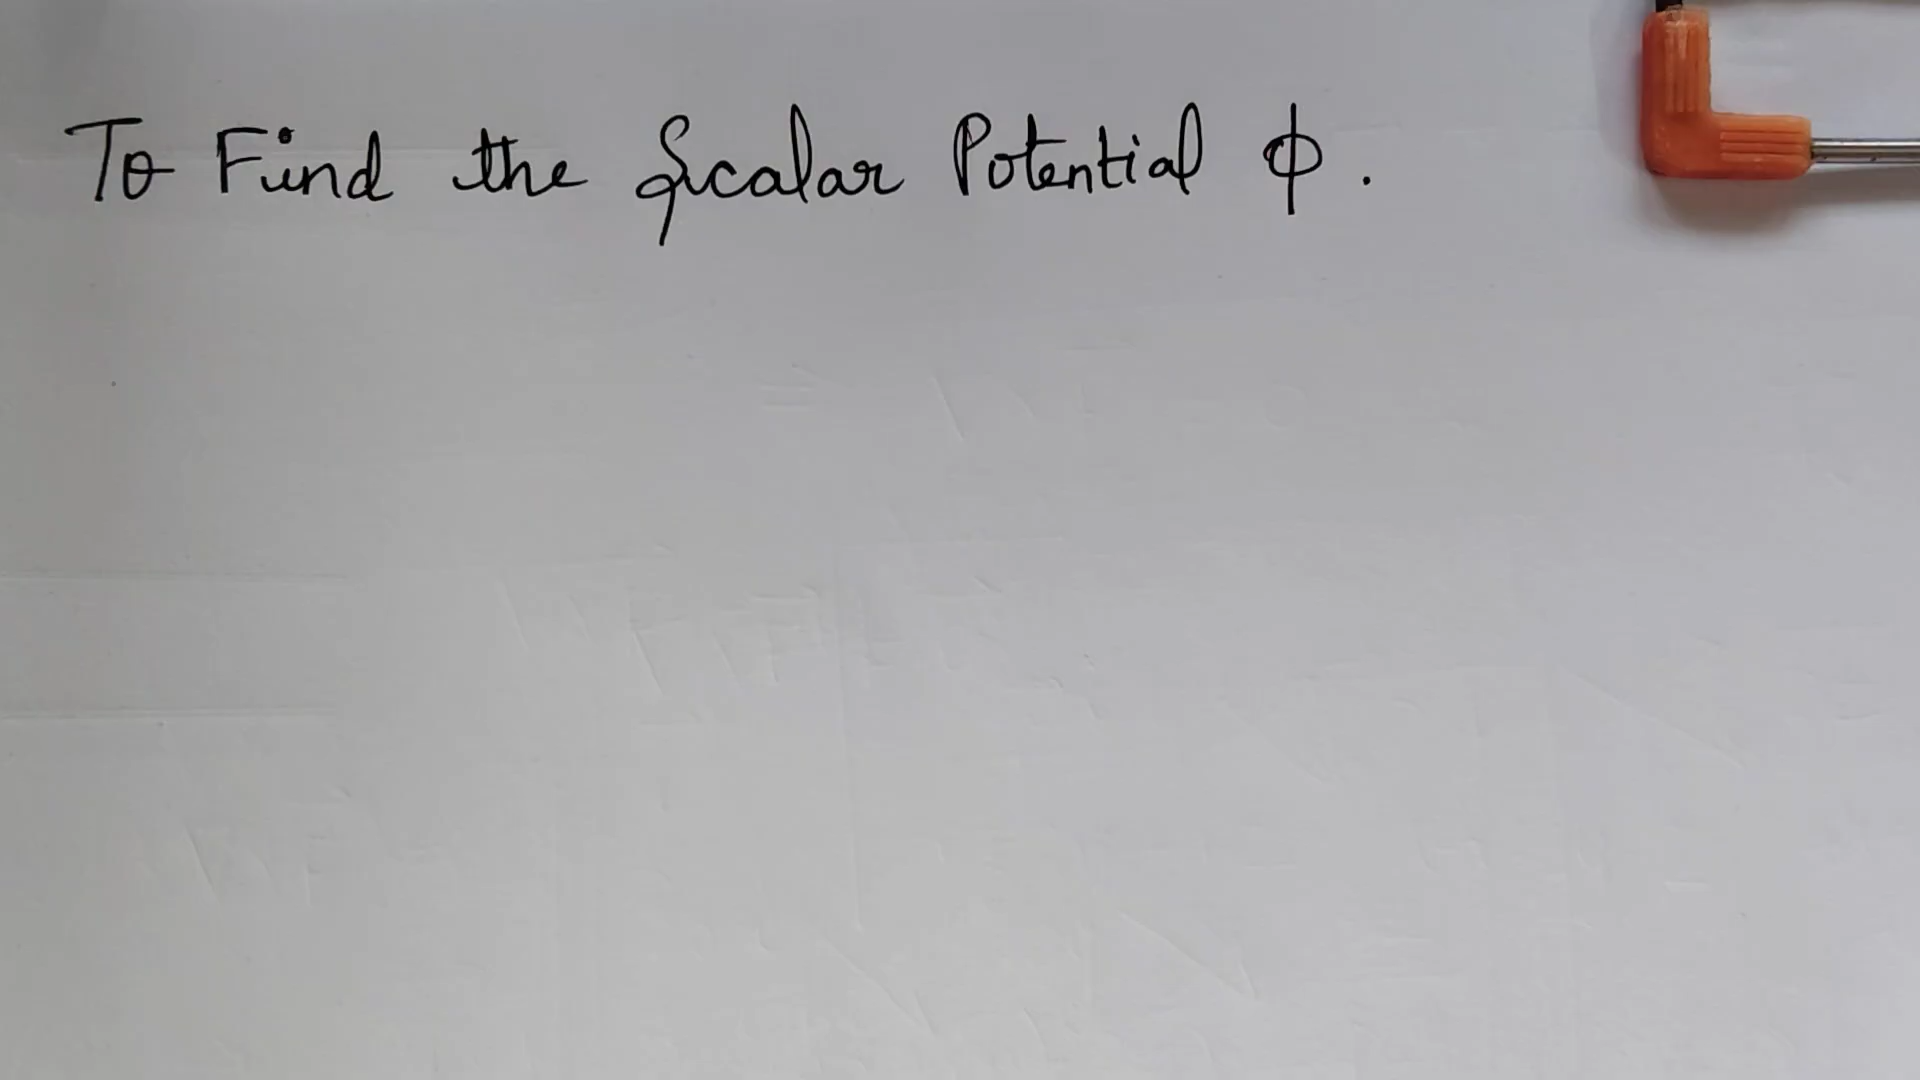 To Find the Scalar Potential ϕ.